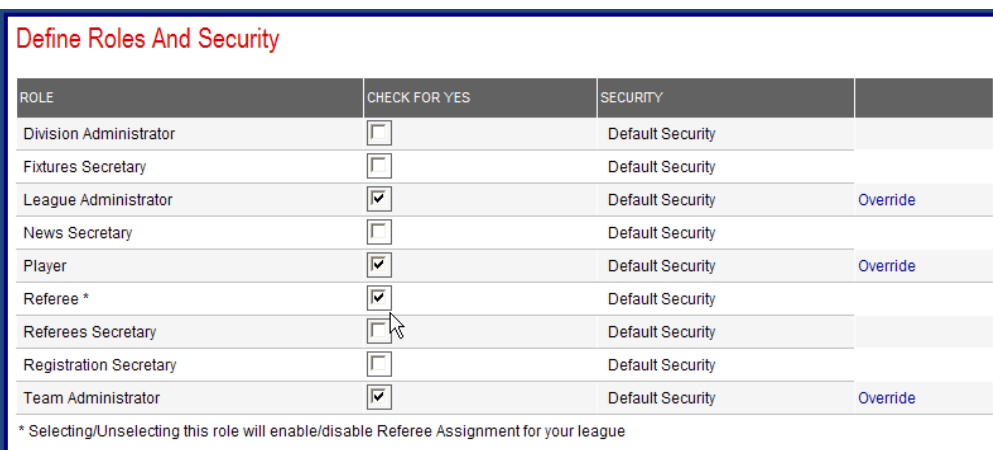 Define Roles And Security
ROLE CHECK FOR YES SECURITY
Division Administrator Default Security
Fixtures Secretary Default Security
League Administrator Default Security Override
News Secretary Default Security
Player Default Security Override
Referee * Default Security
Referees Secretary Default Security
Registration Secretary Default Security
Team Administrator Default Security Override
* Selecting/Unselecting this role will enable/disable Referee Assignment for your league